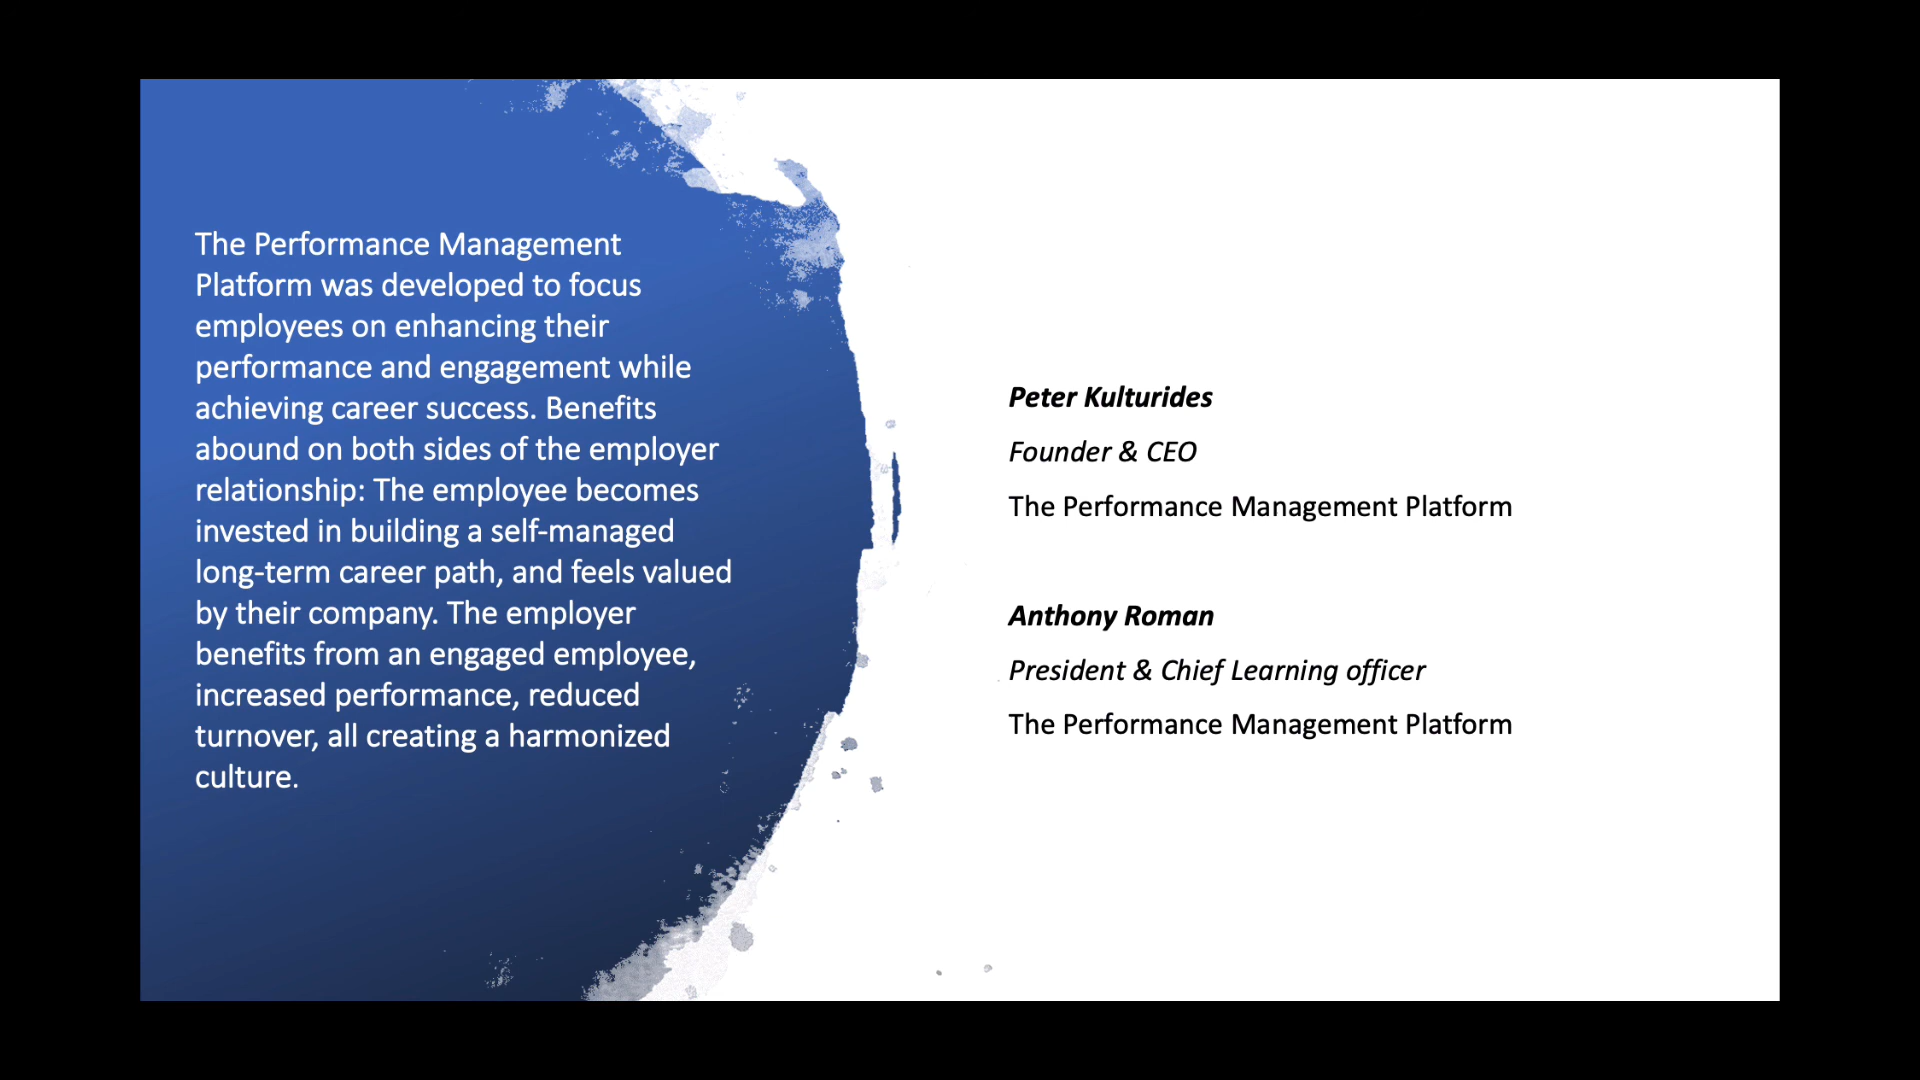 The Performance Management
Platform was developed to focus
employees on enhancing their
performance and engagement while
achieving career success. Benefits
abound on both sides of the employer
relationship: The employee becomes
invested in building a self-managed
long-term career path, and feels valued
by their company. The employer
benefits from an engaged employee,
increased performance, reduced
turnover, all creating a harmonized
culture.
Peter Kulturides
Founder & CEO
The Performance Management Platform
Anthony Roman
President & Chief Learning officer
The Performance Management Platform